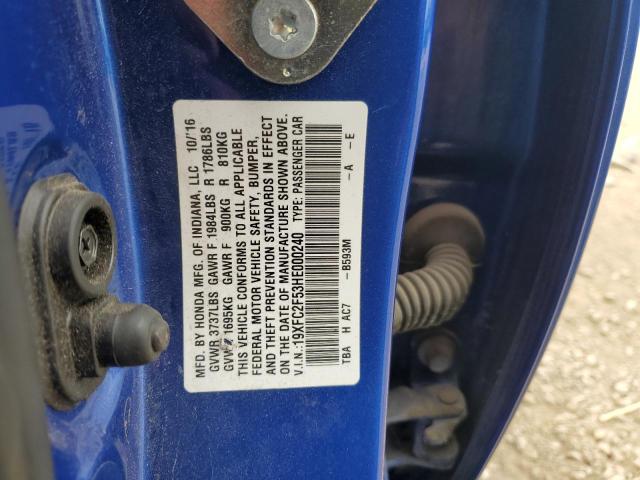 MFD. BY HONDA MFG. OF INDIANA, LLC 10/'16
GVWR 3737LBS GAWR F 1984LBS R 1786LBS
GVWR 1695KG GAWR F 900KG R 810KG
THIS VEHICLE CONFORMS TO ALL APPLICABLE
FEDERAL MOTOR VEHICLE SAFETY, BUMPER,
AND THEFT PREVENTION STANDARDS IN EFFECT
ON THE DATE OF MANUFACTURE SHOWN ABOVE.
V.I.N.:19XFC2F53HE000240 TYPE: PASSENGER CAR
TBA H AC7 -B593M -A -E